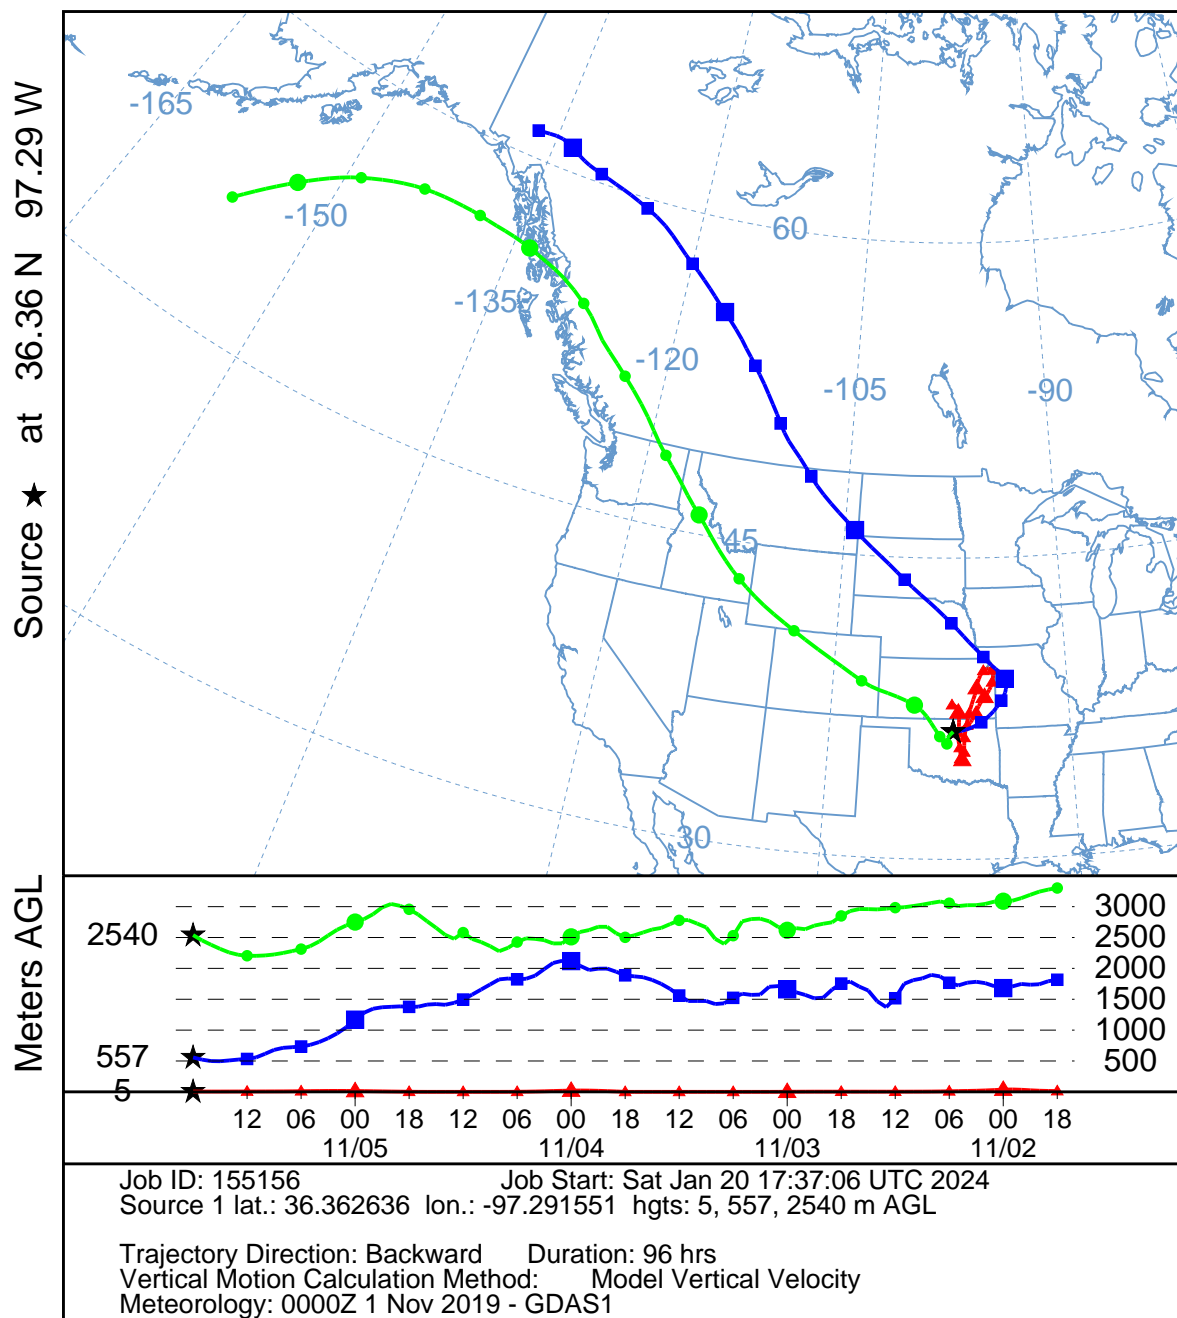 Source ★ at 36.36 N 97.29 W
-165
-150
60
-135
-120
-105
-90
45
30
Meters AGL
2540
557
5
3000
2500
2000
1500
1000
500
12 06 00 18 12 06 00 18 12 06 00 18 12 06 00 18
11/05 11/04 11/03 11/02
Job ID: 155156 Job Start: Sat Jan 20 17:37:06 UTC 2024
Source 1 lat.: 36.362636 lon.: -97.291551 hgts: 5, 557, 2540 m AGL
Trajectory Direction: Backward Duration: 96 hrs
Vertical Motion Calculation Method: Model Vertical Velocity
Meteorology: 0000Z 1 Nov 2019 - GDAS1